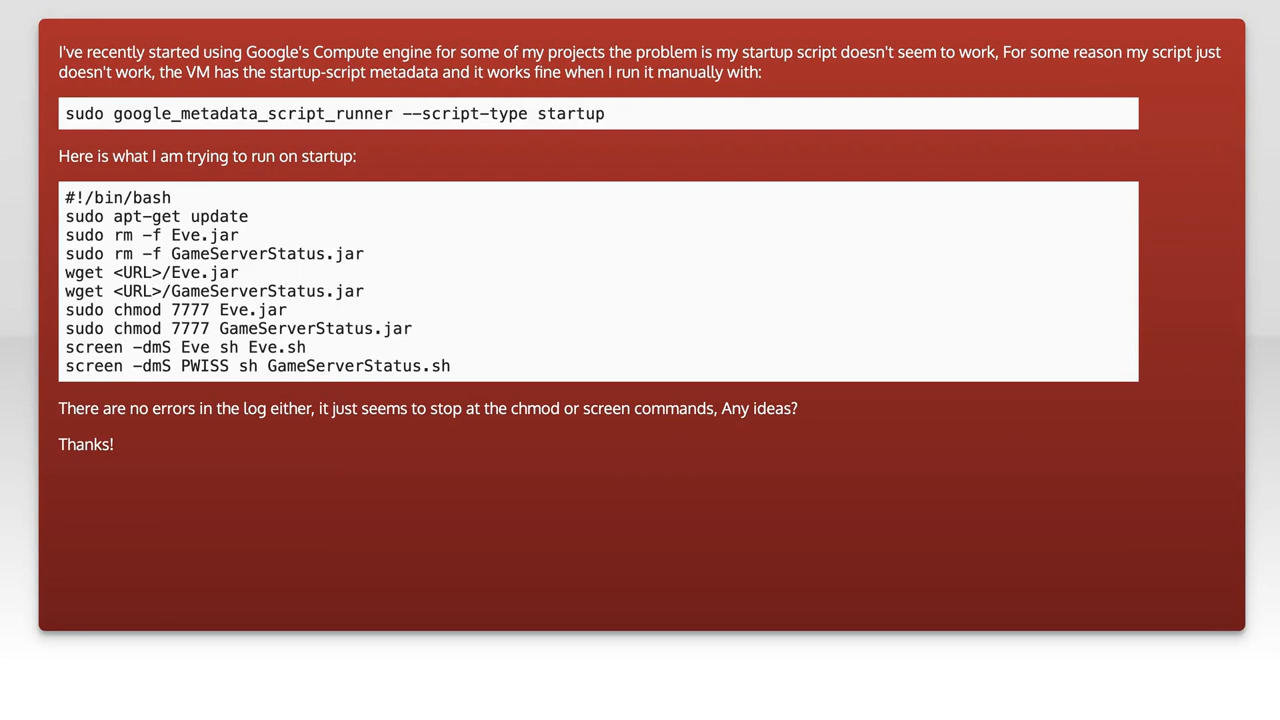 I've recently started using Google's Compute engine for some of my projects the problem is my startup script doesn't seem to work, For some reason my script just
doesn't work, the VM has the startup-script metadata and it works fine when I run it manually with:
sudo google_metadata_script_runner --script-type startup
Here is what I am trying to run on startup:
#!/bin/bash
sudo apt-get update
sudo rm -f Eve.jar
sudo rm -f GameServerStatus.jar
wget <URL>/Eve.jar
wget <URL>/GameServerStatus.jar
sudo chmod 7777 Eve.jar
sudo chmod 7777 GameServerStatus.jar
screen -dmS Eve sh Eve.sh
screen -dmS PWISS sh GameServerStatus.sh
There are no errors in the log either, it just seems to stop at the chmod or screen commands, Any ideas?
Thanks!